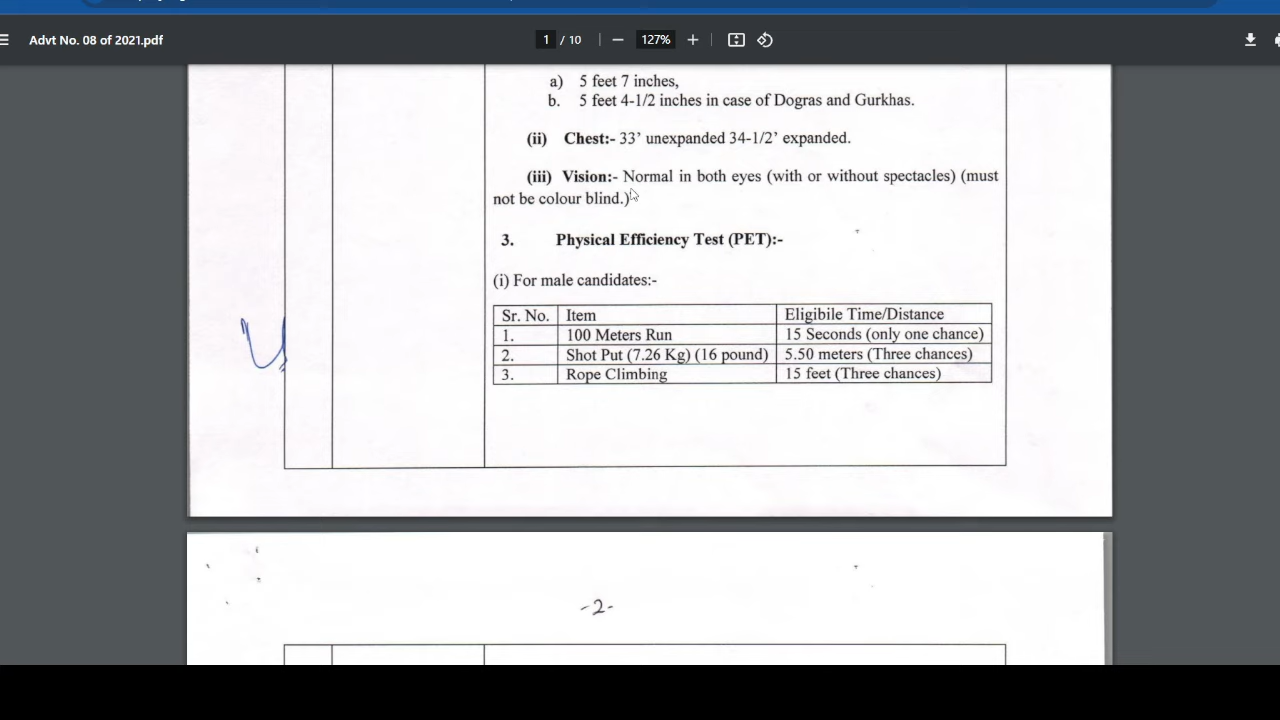 Advt No. 08 of 2021.pdf
1 / 10
127%
a) 5 feet 7 inches,
b. 5 feet 4-1/2 inches in case of Dogras and Gurkhas.
(ii) Chest:- 33’ unexpanded 34-1/2’ expanded.
(iii) Vision:- Normal in both eyes (with or without spectacles) (must
not be colour blind.)
3. Physical Efficiency Test (PET):-
(i) For male candidates:-
Sr. No. Item Eligibile Time/Distance
1. 100 Meters Run 15 Seconds (only one chance)
2. Shot Put (7.26 Kg) (16 pound) 5.50 meters (Three chances)
3. Rope Climbing 15 feet (Three chances)
-2-